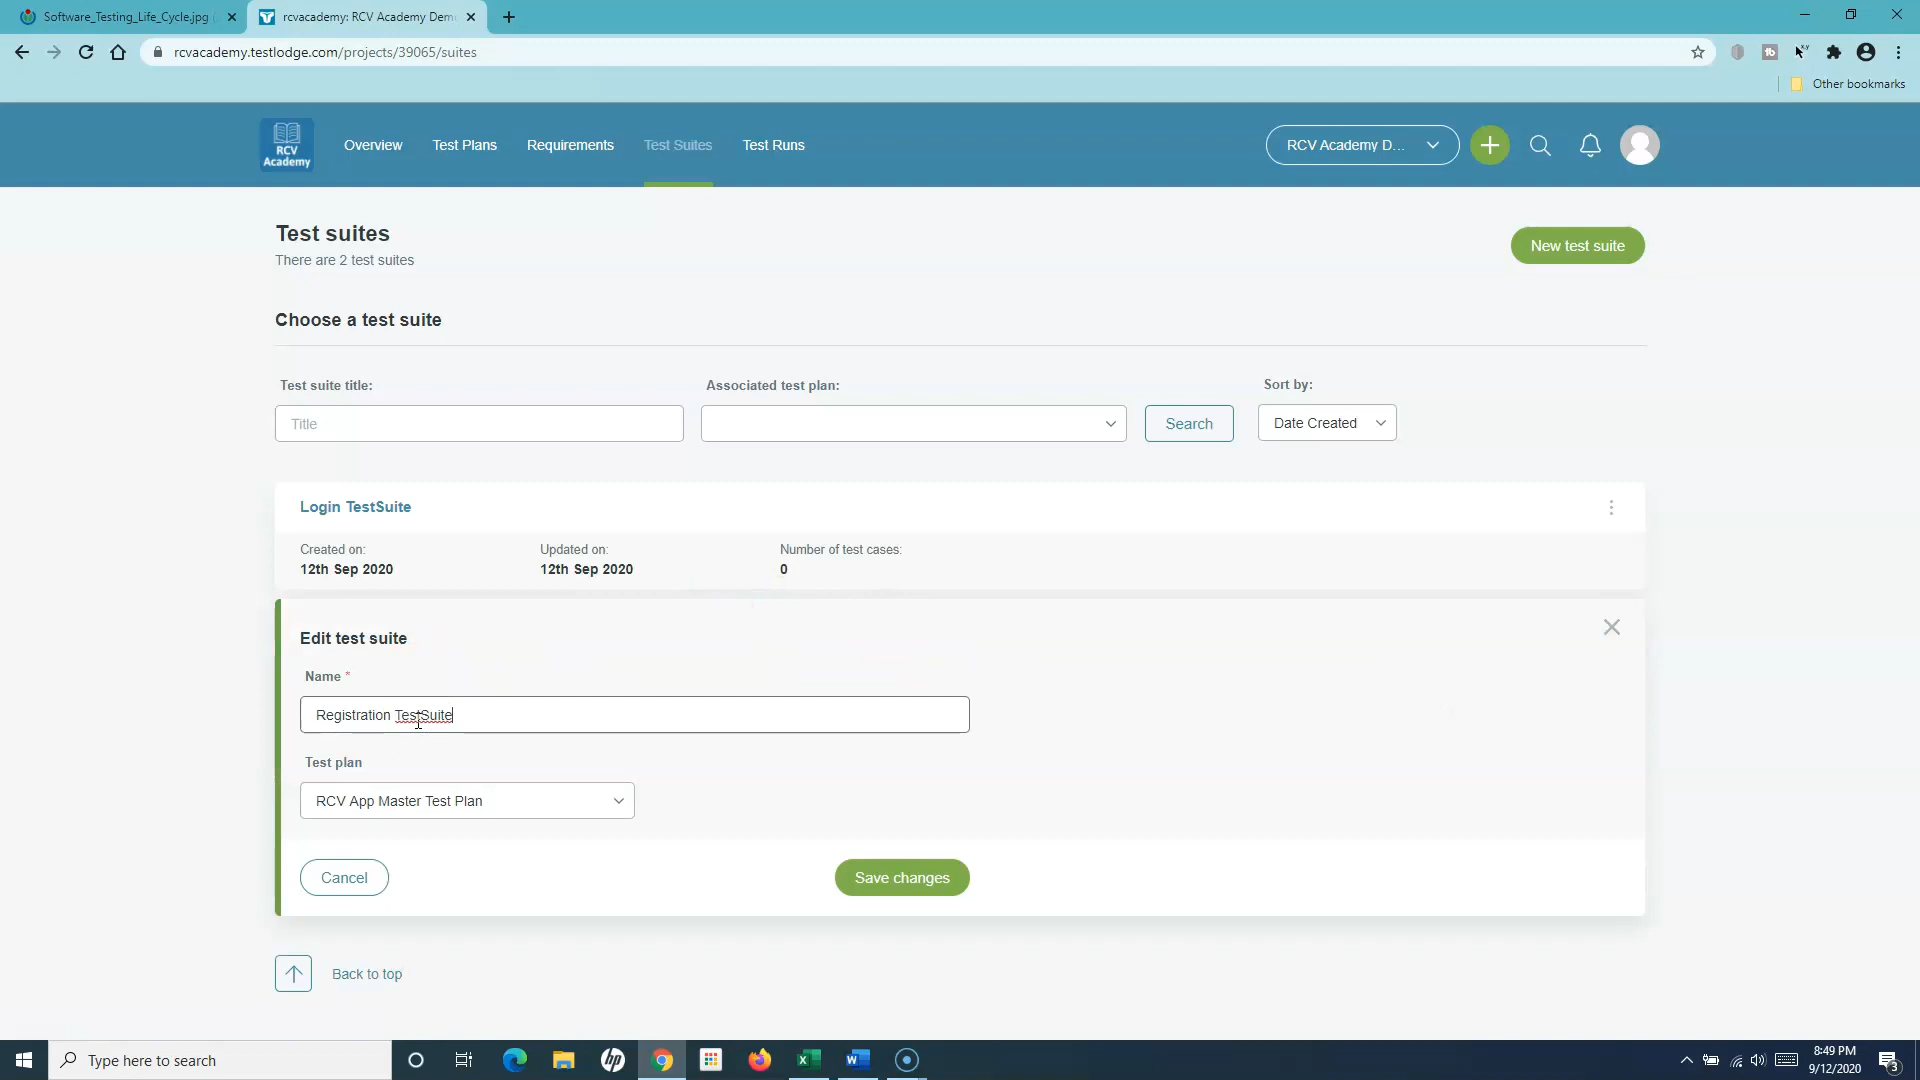 Software_Testing_Life_Cycle.jpg
rcvacademy: RCV Academy Dem
rcvacademy.testlodge.com/projects/39065/suites
Other bookmarks
RCV
Academy
Overview
Test Plans
Requirements
Test Suites
Test Runs
RCV Academy D...
Test suites
There are 2 test suites
New test suite
Choose a test suite
Test suite title:
Associated test plan:
Sort by:
Title
Search
Date Created
Login TestSuite
Created on:
Updated on:
Number of test cases:
12th Sep 2020
12th Sep 2020
0
Edit test suite
Name *
Registration TestSuite
Test plan
RCV App Master Test Plan
Cancel
Save changes
Back to top
Type here to search
8:49 PM
9/12/2020
3